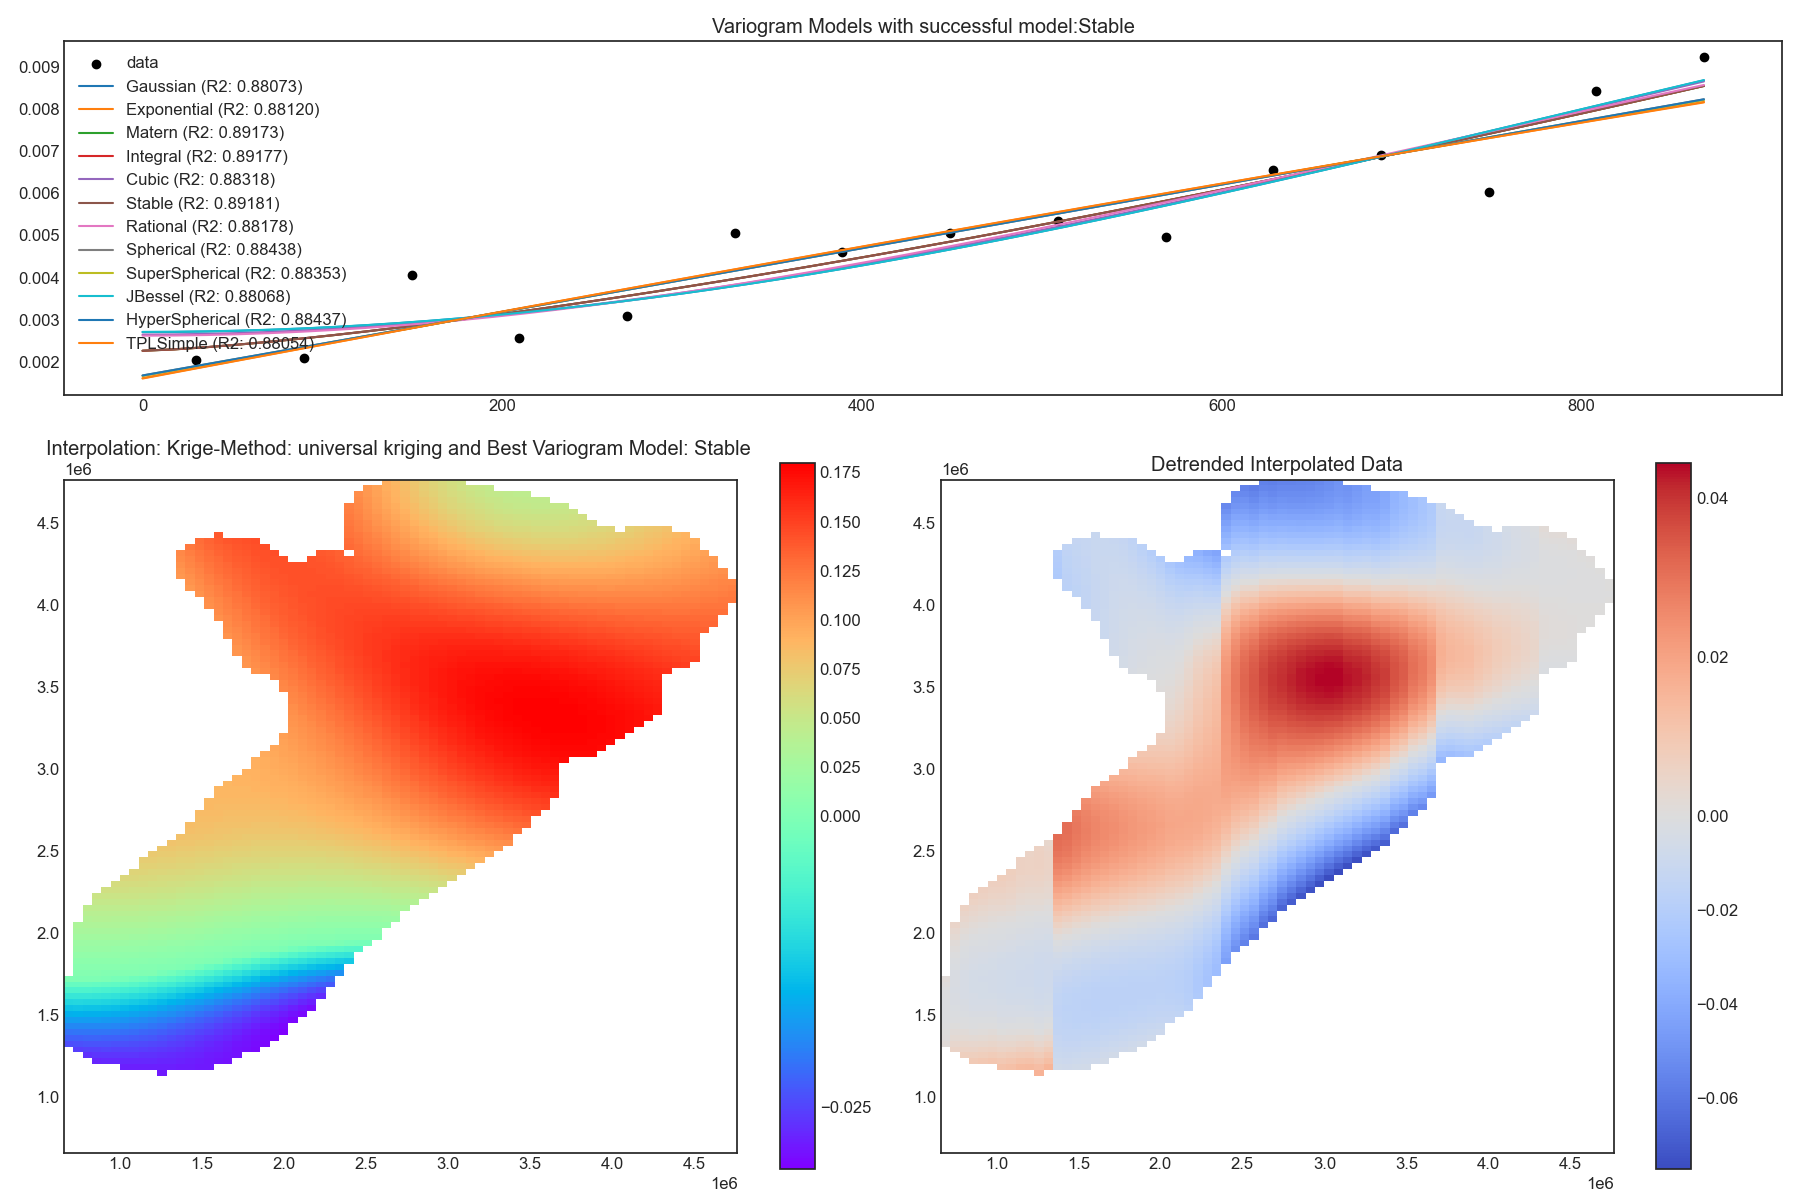 Variogram Models with successful model:Stable
0.009
0.008
0.007
0.006
0.005
0.004
0.003
0.002
data
Gaussian (R2: 0.88073)
Exponential (R2: 0.88120)
Matern (R2: 0.89173)
Integral (R2: 0.89177)
Cubic (R2: 0.88318)
Stable (R2: 0.89181)
Rational (R2: 0.88178)
Spherical (R2: 0.88438)
SuperSpherical (R2: 0.88353)
JBessel (R2: 0.88068)
HyperSpherical (R2: 0.88437)
TPLSimple (R2: 0.88054)
0 200 400 600 800
Interpolation: Krige-Method: universal kriging and Best Variogram Model: Stable
1e6
4.5
4.0
3.5
3.0
2.5
2.0
1.5
1.0
1.0 1.5 2.0 2.5 3.0 3.5 4.0 4.5
1e6
0.175
0.150
0.125
0.100
0.075
0.050
0.025
0.000
−0.025
Detrended Interpolated Data
1e6
4.5
4.0
3.5
3.0
2.5
2.0
1.5
1.0
1.0 1.5 2.0 2.5 3.0 3.5 4.0 4.5
1e6
0.04
0.02
0.00
−0.02
−0.04
−0.06